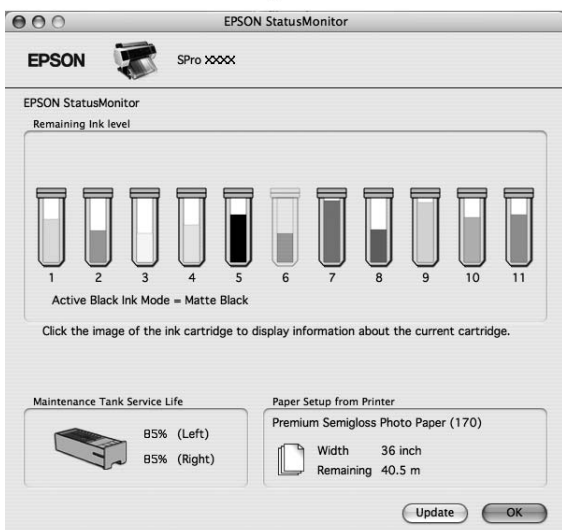 EPSON StatusMonitor
EPSON SPro XXXX
EPSON StatusMonitor
Remaining Ink level
1 2 3 4 5 6 7 8 9 10 11
Active Black Ink Mode = Matte Black
Click the image of the ink cartridge to display information about the current cartridge.
Maintenance Tank Service Life
85% (Left)
85% (Right)
Paper Setup from Printer
Premium Semigloss Photo Paper (170)
Width 36 inch
Remaining 40.5 m
Update OK